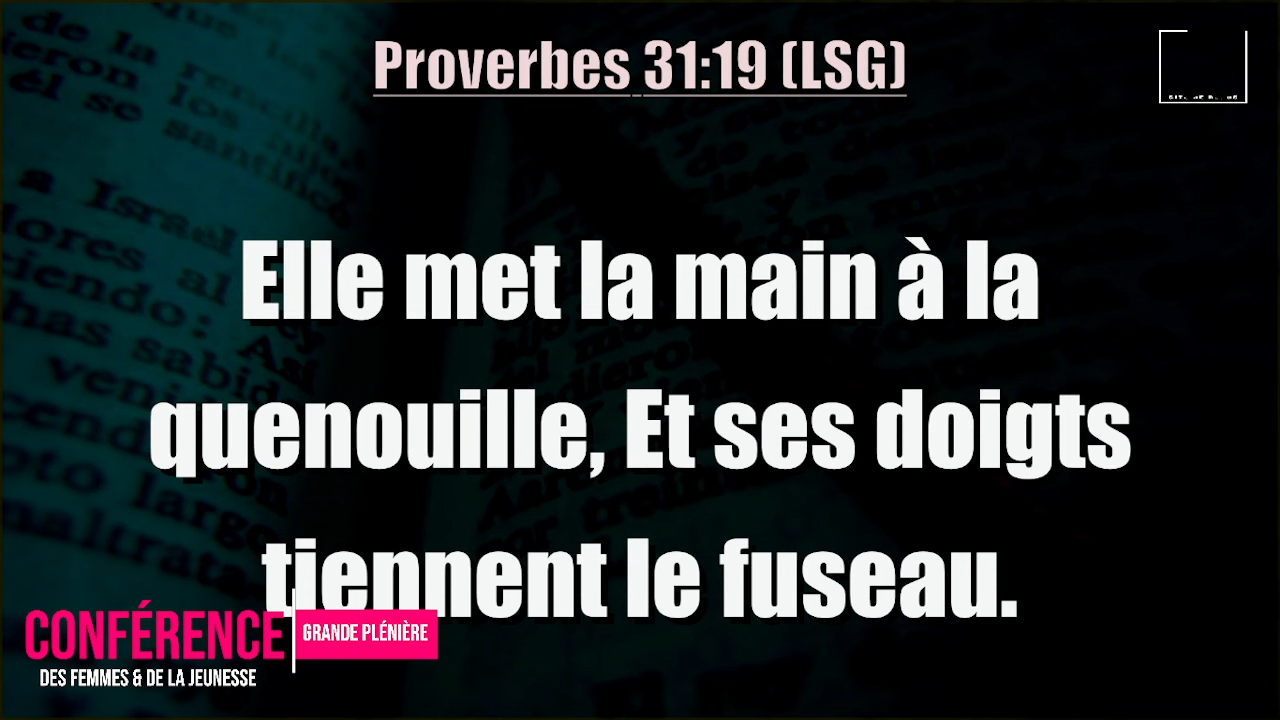 Proverbes 31:19 (LSG)
Elle met la main à la
quenouille, Et ses doigts
tiennent le fuseau.
CONFÉRENCE
GRANDE PLÉNIÈRE
DES FEMMES & DE LA JEUNESSE